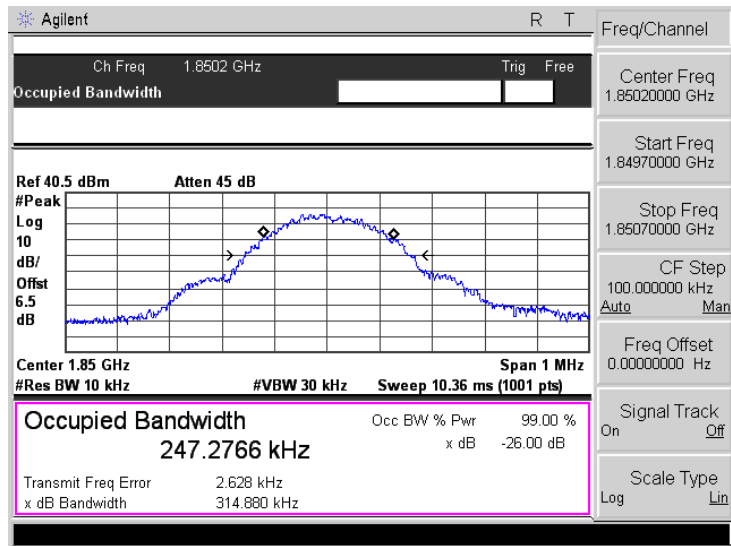 Agilent R T
Ch Freq 1.8502 GHz Trig Free
Occupied Bandwidth
Ref 40.5 dBm Atten 45 dB
#Peak
Log
10
dB/
Offst
6.5
dB
Center 1.85 GHz Span 1 MHz
#Res BW 10 kHz #VBW 30 kHz Sweep 10.36 ms (1001 pts)
Occupied Bandwidth Occ BW % Pwr 99.00 %
247.2766 kHz x dB -26.00 dB
Transmit Freq Error 2.628 kHz
x dB Bandwidth 314.880 kHz
Freq/Channel
Center Freq
1.85020000 GHz
Start Freq
1.84970000 GHz
Stop Freq
1.85070000 GHz
CF Step
100.000000 kHz
Auto Man
Freq Offset
0.00000000 Hz
Signal Track
On Off
Scale Type
Log Lin